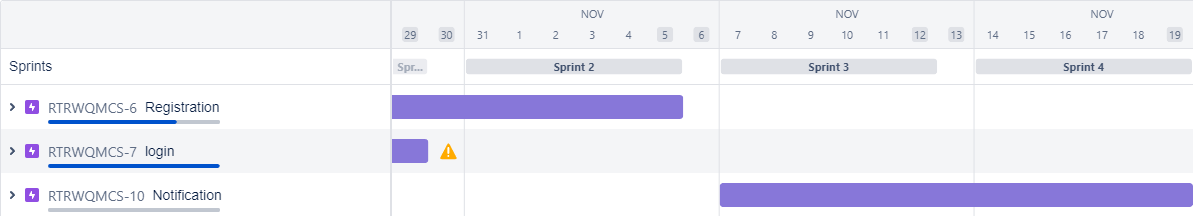 NOV NOV NOV
29 30 31 1 2 3 4 5 6 7 8 9 10 11 12 13 14 15 16 17 18 19
Sprints Spr... Sprint 2 Sprint 3 Sprint 4
RTRWQMCS-6 Registration
RTRWQMCS-7 login
RTRWQMCS-10 Notification